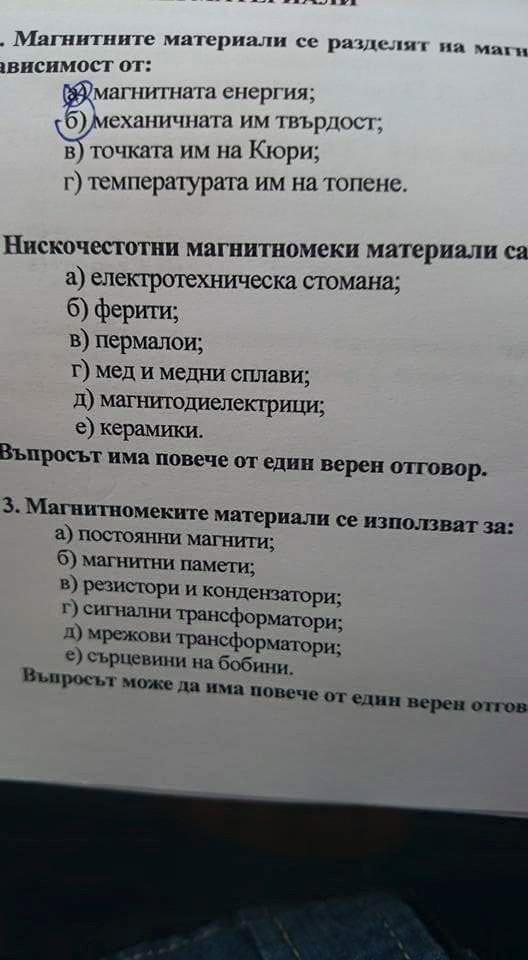 . Магнитните материали се разделят на магн
ависимост от:
а) магнитната енергия;
б) механичната им твърдост;
в) точката им на Кюри;
г) температурата им на топене.
Нискочестотни магнитномеки материали са
а) електротехническа стомана;
б) ферити;
в) пермалои;
г) мед и медни сплави;
д) магнитодиелектрици;
е) керамики.
Въпросът има повече от един верен отговор.
3. Магнитномеките материали се използват за:
а) постоянни магнити;
б) магнитни памети;
в) резистори и кондензатори;
г) сигнални трансформатори;
д) мрежови трансформатори;
е) сърцевини на бобини.
Въпросът може да има повече от един верен отгов